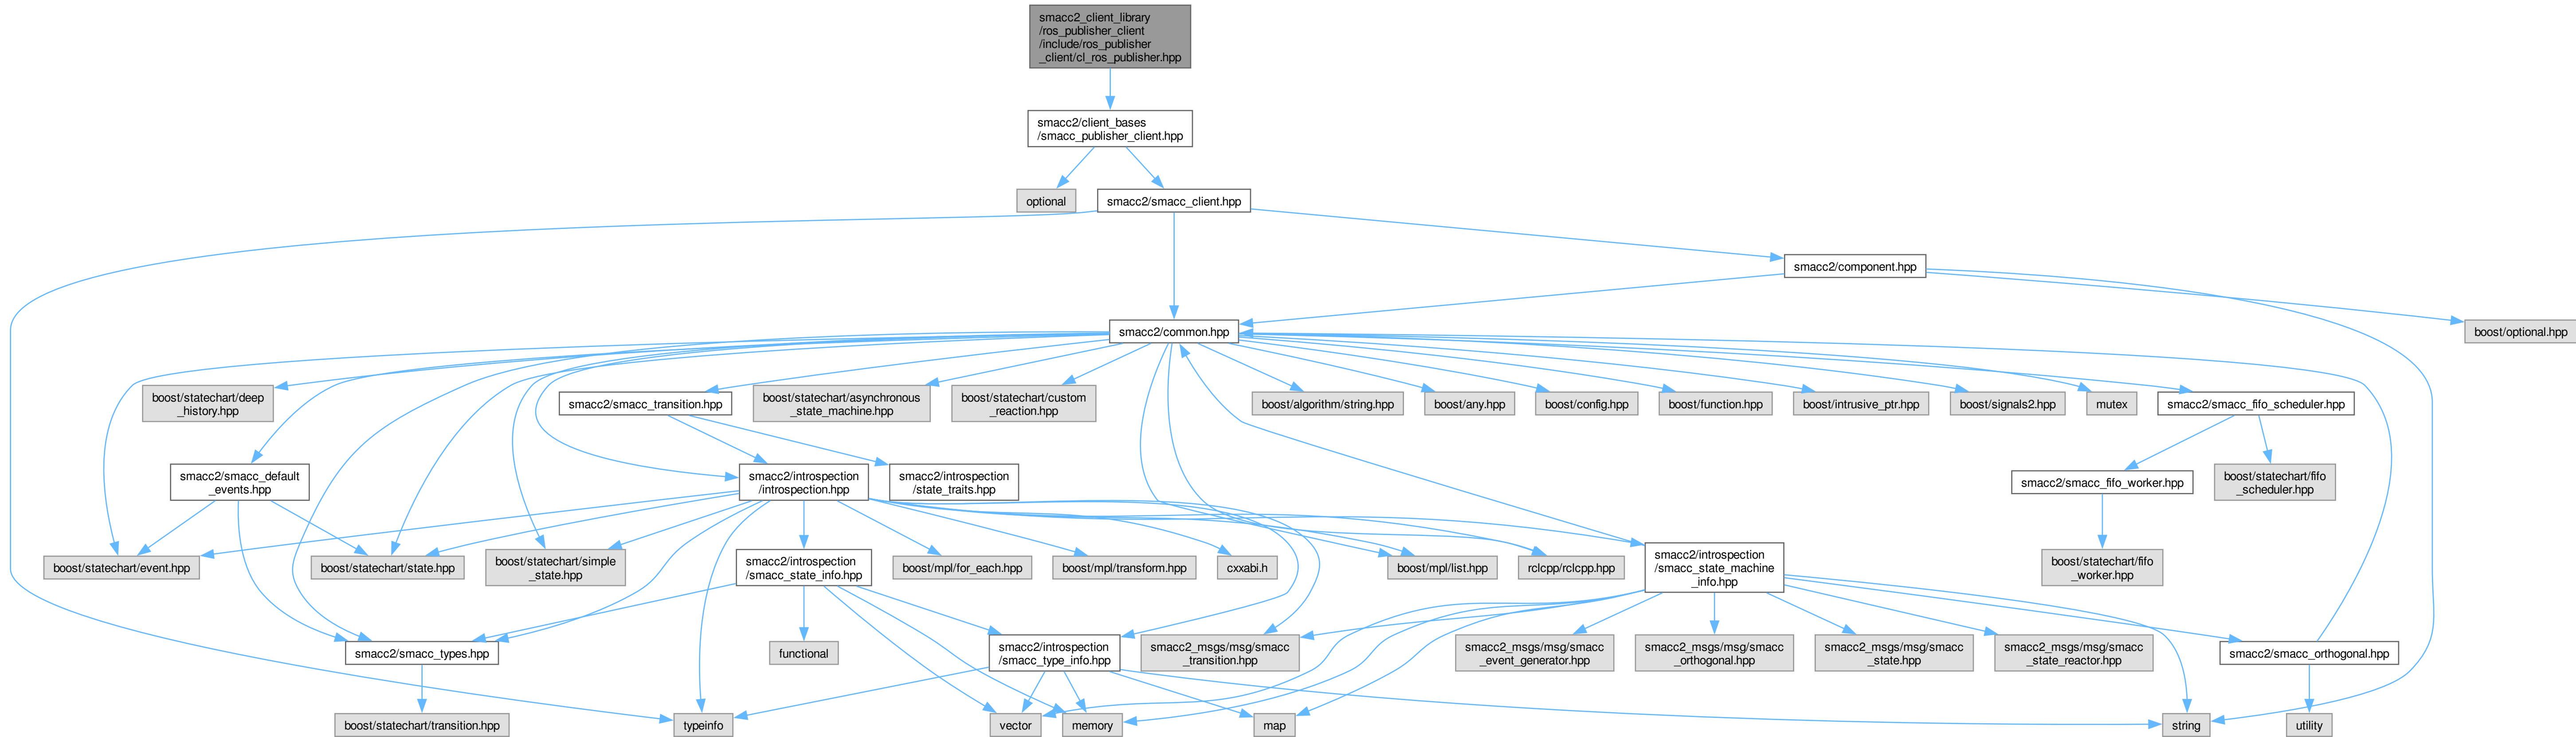 smacc2_client_library
/ros_publisher_client
/include/ros_publisher
_client/cl_ros_publisher.hpp
smacc2/client_bases
/smacc_publisher_client.hpp
optional
smacc2/smacc_client.hpp
smacc2/component.hpp
smacc2/common.hpp
boost/optional.hpp
boost/statechart/deep
_history.hpp
smacc2/smacc_transition.hpp
boost/statechart/asynchronous
_state_machine.hpp
boost/statechart/custom
_reaction.hpp
boost/algorithm/string.hpp
boost/any.hpp
boost/config.hpp
boost/function.hpp
boost/intrusive_ptr.hpp
boost/signals2.hpp
mutex
smacc2/smacc_fifo_scheduler.hpp
smacc2/smacc_default
_events.hpp
smacc2/introspection
/introspection.hpp
smacc2/introspection
/state_traits.hpp
smacc2/smacc_fifo_worker.hpp
boost/statechart/fifo
_scheduler.hpp
boost/statechart/event.hpp
boost/statechart/state.hpp
boost/statechart/simple
_state.hpp
smacc2/introspection
/smacc_state_info.hpp
boost/mpl/for_each.hpp
boost/mpl/transform.hpp
cxxabi.h
boost/mpl/list.hpp
rclcpp/rclcpp.hpp
smacc2/introspection
/smacc_state_machine
_info.hpp
boost/statechart/fifo
_worker.hpp
smacc2/smacc_types.hpp
functional
smacc2/introspection
/smacc_type_info.hpp
smacc2_msgs/msg/smacc
_transition.hpp
smacc2_msgs/msg/smacc
_event_generator.hpp
smacc2_msgs/msg/smacc
_orthogonal.hpp
smacc2_msgs/msg/smacc
_state.hpp
smacc2_msgs/msg/smacc
_state_reactor.hpp
smacc2/smacc_orthogonal.hpp
boost/statechart/transition.hpp
typeinfo
vector
memory
map
string
utility